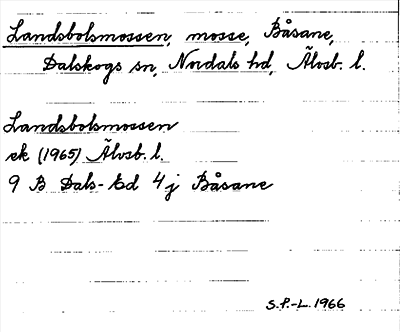 Landsbolsmossen, mosse, Båsane,
Dalskogs sn, Nordals hd, Älvsb. l.
Landsbolsmossen
ek (1965) Älvsb. l.
9 B Dals-Ed 4j Båsane
S.P.-L. 1966